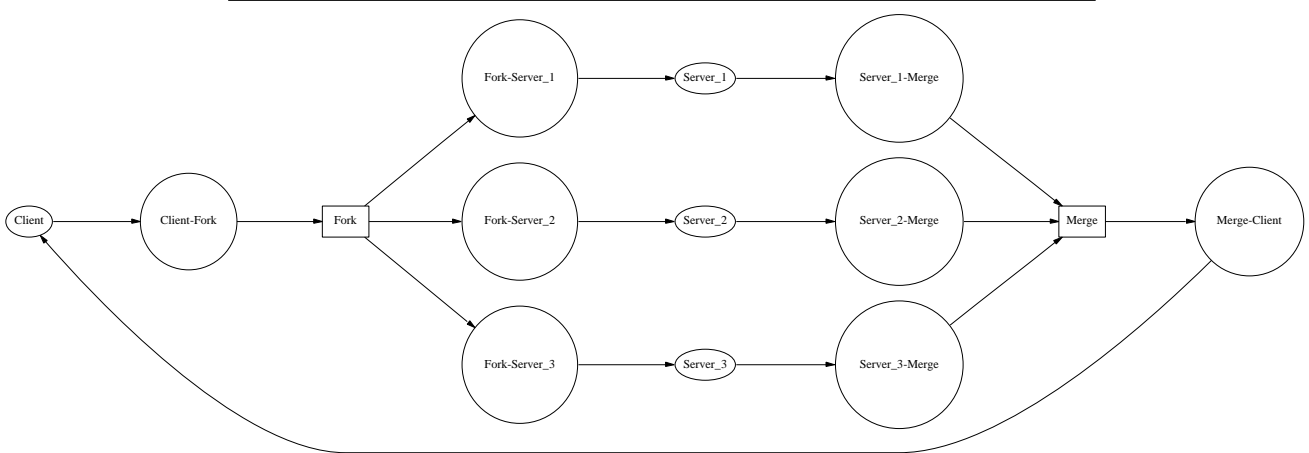 Fork-Server_1
Server_1
Server_1-Merge
Client
Client-Fork
Fork
Fork-Server_2
Server_2
Server_2-Merge
Merge
Merge-Client
Fork-Server_3
Server_3
Server_3-Merge